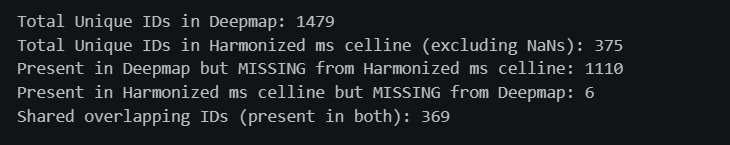 Total Unique IDs in Deepmap: 1479
Total Unique IDs in Harmonized ms celline (excluding NaNs): 375
Present in Deepmap but MISSING from Harmonized ms celline: 1110
Present in Harmonized ms celline but MISSING from Deepmap: 6
Shared overlapping IDs (present in both): 369